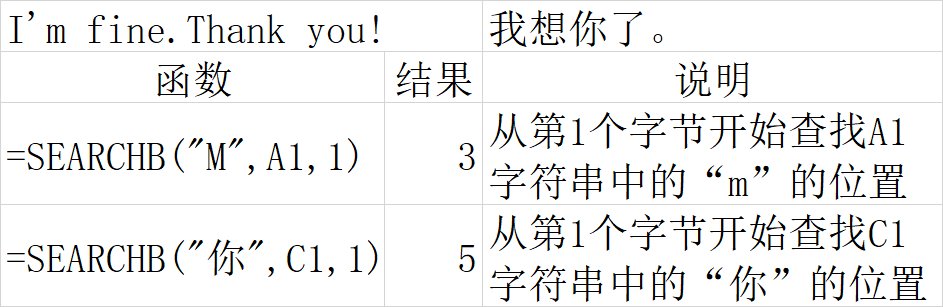 I'm fine.Thank you! 我想你了。
函数 结果 说明
=SEARCHB("M",A1,1) 3 从第1个字节开始查找A1
字符串中的“m”的位置
=SEARCHB("你",C1,1) 5 从第1个字节开始查找C1
字符串中的“你”的位置